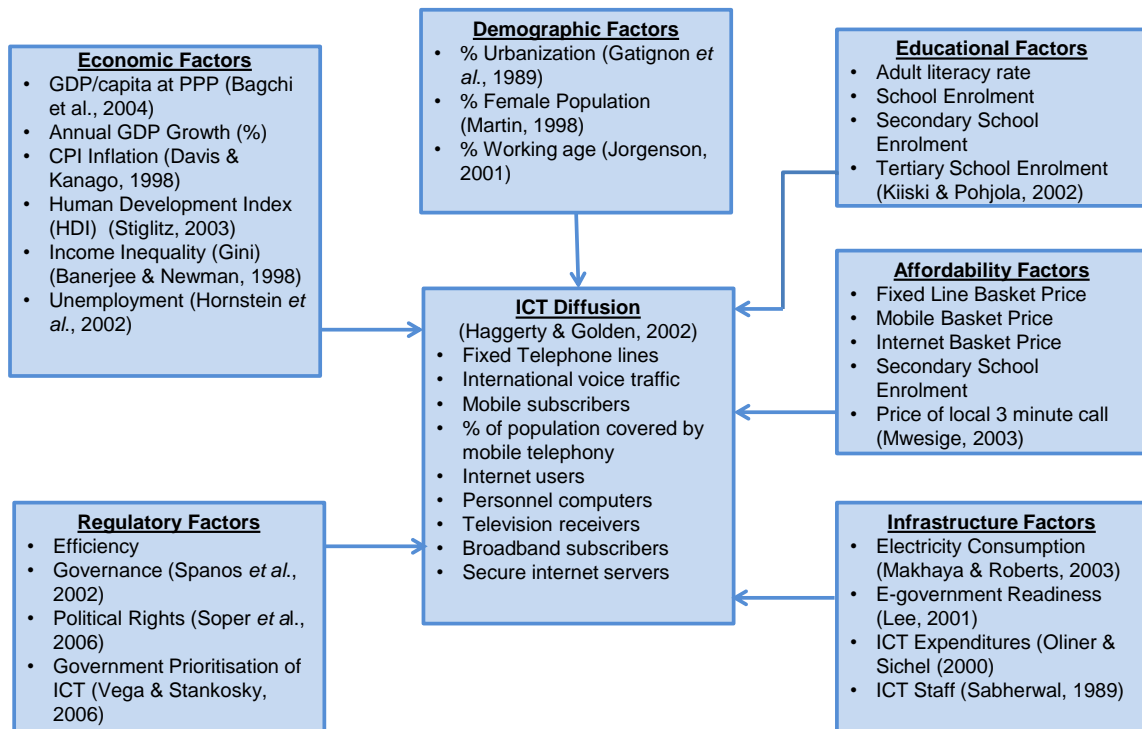 Economic Factors
• GDP/capita at PPP (Bagchi
et al., 2004)
• Annual GDP Growth (%)
• CPI Inflation (Davis &
Kanago, 1998)
• Human Development Index
(HDI)  (Stiglitz, 2003)
• Income Inequality (Gini)
(Banerjee & Newman, 1998)
• Unemployment (Hornstein et
al., 2002)
Demographic Factors
• % Urbanization (Gatignon et
al., 1989)
• % Female Population
(Martin, 1998)
• % Working age (Jorgenson,
2001)
Educational Factors
• Adult literacy rate
• School Enrolment
• Secondary School
Enrolment
• Tertiary School Enrolment
(Kiiski & Pohjola, 2002)
ICT Diffusion
(Haggerty & Golden, 2002)
• Fixed Telephone lines
• International voice traffic
• Mobile subscribers
• % of population covered by
mobile telephony
• Internet users
• Personnel computers
• Television receivers
• Broadband subscribers
• Secure internet servers
Affordability Factors
• Fixed Line Basket Price
• Mobile Basket Price
• Internet Basket Price
• Secondary School
Enrolment
• Price of local 3 minute call
(Mwesige, 2003)
Regulatory Factors
• Efficiency
• Governance (Spanos et al.,
2002)
• Political Rights (Soper et al.,
2006)
• Government Prioritisation of
ICT (Vega & Stankosky,
2006)
Infrastructure Factors
• Electricity Consumption
(Makhaya & Roberts, 2003)
• E-government Readiness
(Lee, 2001)
• ICT Expenditures (Oliner &
Sichel (2000)
• ICT Staff (Sabherwal, 1989)